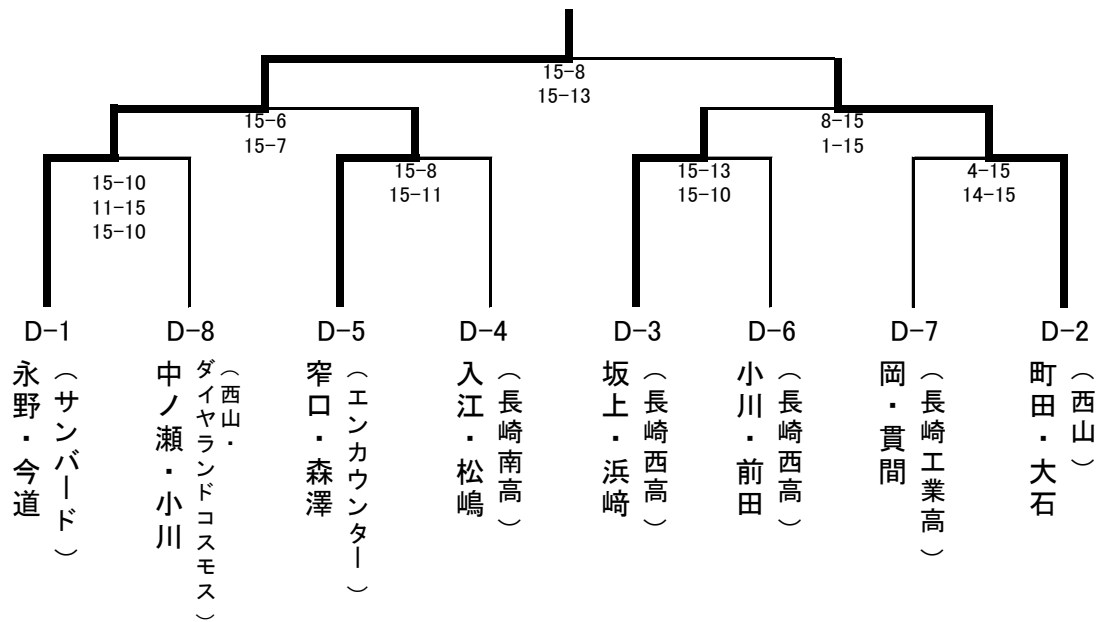 15-8
15-13
15-6
15-7
8-15
1-15
15-10
11-15
15-10
15-8
15-11
15-13
15-10
4-15
14-15
D-1
永野・今道
（サンバード）
D-8
中ノ瀬・小川
（西山・
ダイヤランドコスモス）
D-5
窄口・森澤
（エンカウンター）
D-4
入江・松嶋
（長崎南高）
D-3
坂上・浜﨑
（長崎西高）
D-6
小川・前田
（長崎西高）
D-7
岡・貫間
（長崎工業高）
D-2
町田・大石
（西山）